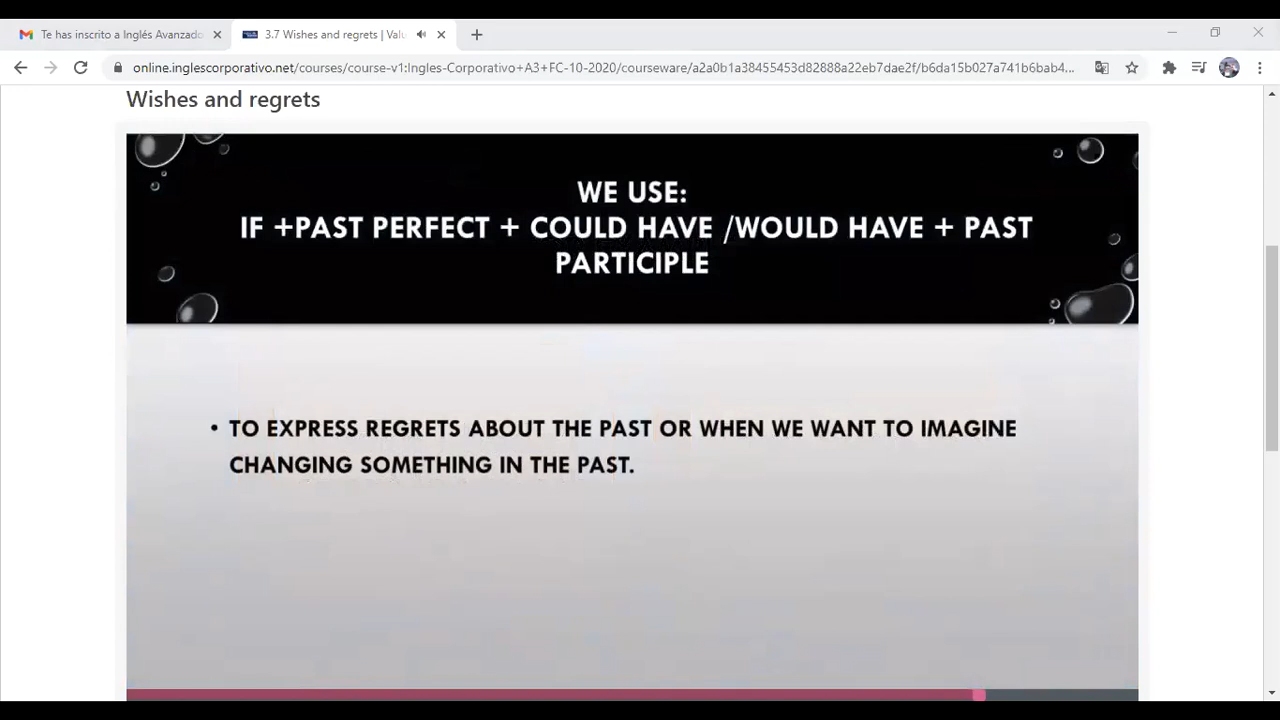 Te has inscrito a Inglés Avanzado
3.7 Wishes and regrets | Valu
online.inglescorporativo.net/courses/course-v1:Ingles-Corporativo+A3+FC-10-2020/courseware/a2a0b1a38455453d82888a22eb7dae2f/b6da15b027a741b6bab4...
Wishes and regrets
WE USE:
IF +PAST PERFECT + COULD HAVE /WOULD HAVE + PAST
PARTICIPLE
• TO EXPRESS REGRETS ABOUT THE PAST OR WHEN WE WANT TO IMAGINE
CHANGING SOMETHING IN THE PAST.